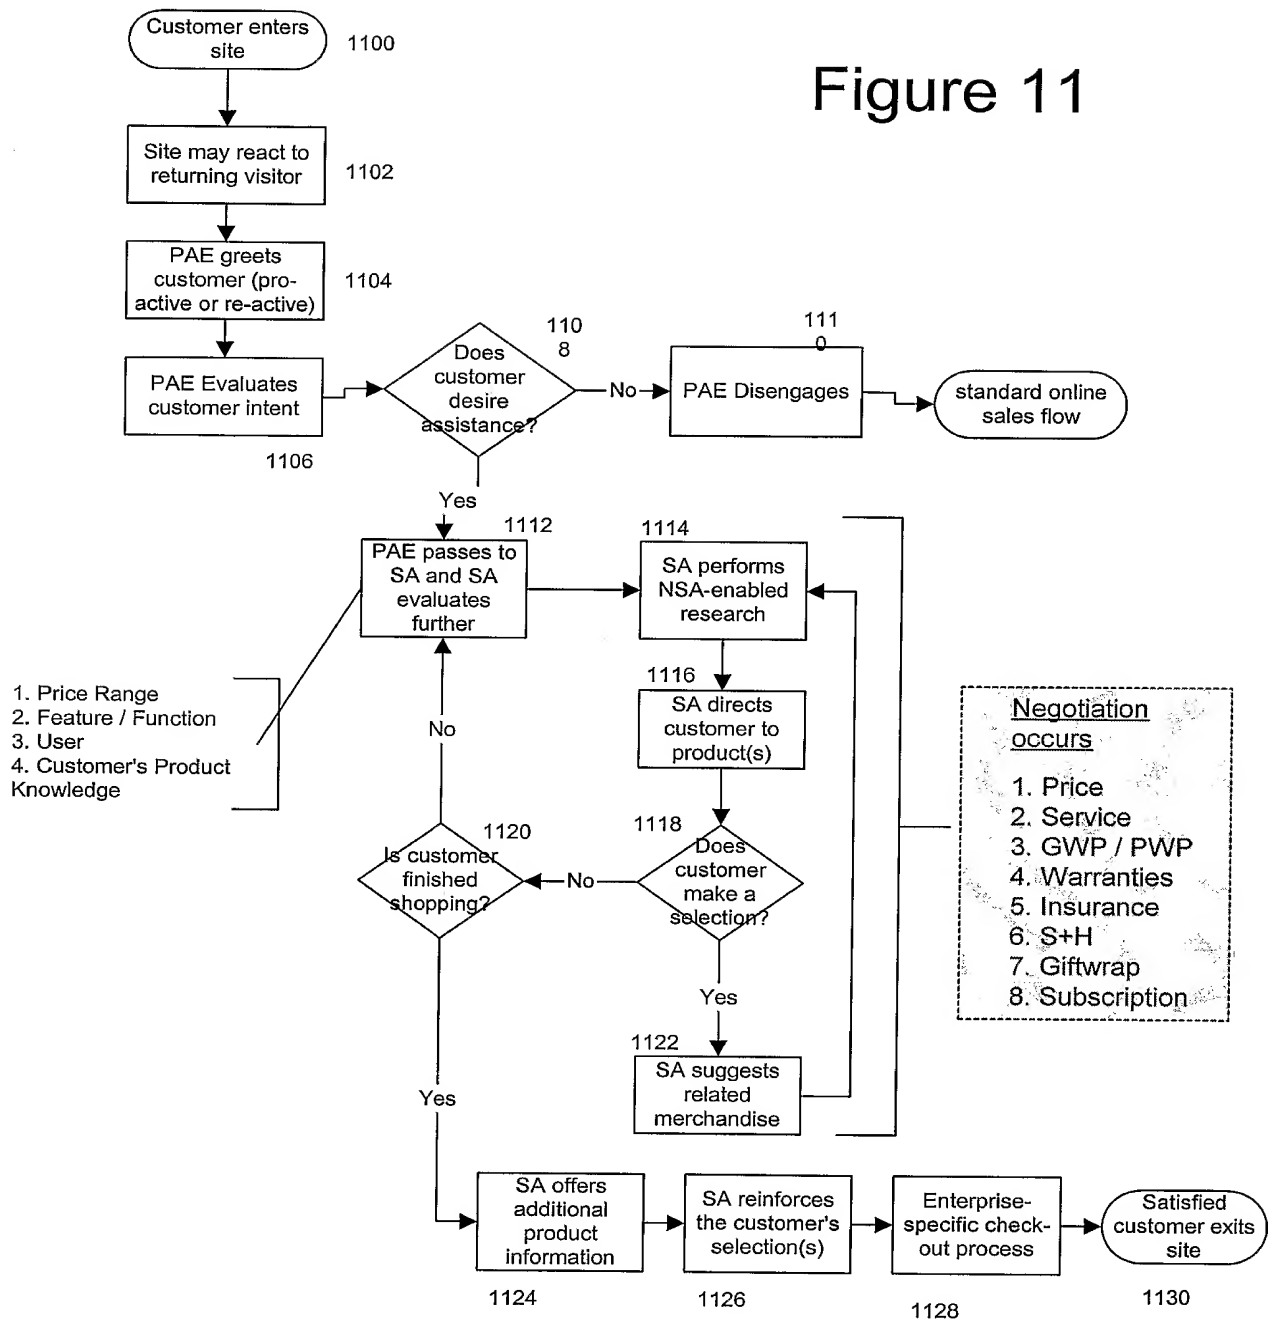 Customer enters
site
1100
Figure 11
Site may react to
returning visitor
1102
PAE greets
customer (pro-
active or re-active)
1104
PAE Evaluates
customer intent
1106
Does
customer
desire
assistance?
110
8
No
111
0
PAE Disengages
standard online
sales flow
Yes
1112
PAE passes to
SA and SA
evaluates
further
1114
SA performs
NSA-enabled
research
1116
SA directs
customer to
product(s)
1. Price Range
2. Feature / Function
3. User
4. Customer's Product
Knowledge
No
1120
Is customer
finished
shopping?
No
1118
Does
customer
make a
selection?
Negotiation
occurs
1. Price
2. Service
3. GWP / PWP
4. Warranties
5. Insurance
6. S+H
7. Giftwrap
8. Subscription
Yes
1122
SA suggests
related
merchandise
Yes
SA offers
additional
product
information
1124
SA reinforces
the customer's
selection(s)
1126
Enterprise-
specific check-
out process
1128
Satisfied
customer exits
site
1130